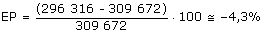 EP = (296 316 - 309 672) / 309 672 · 100 ≅ −4,3%